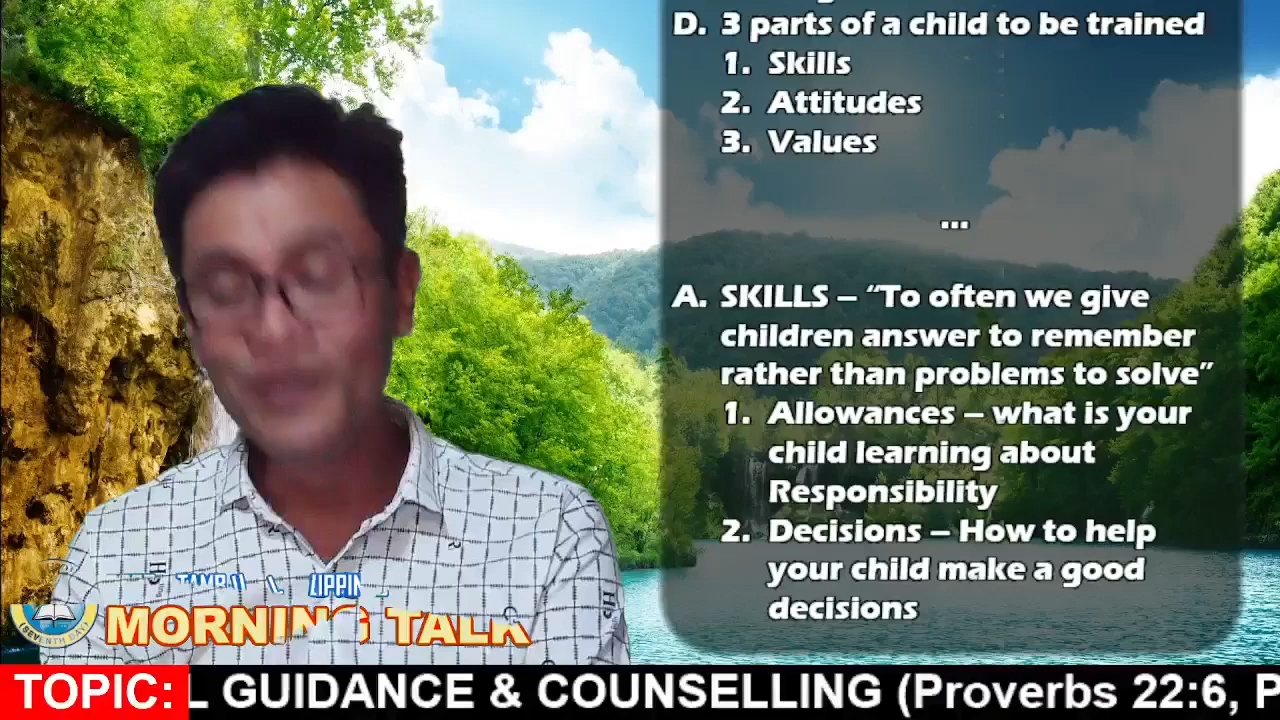 D. 3 parts of a child to be trained
1. Skills
2. Attitudes
3. Values
...
A. SKILLS – “To often we give
children answer to remember
rather than problems to solve”
1. Allowances – what is your
child learning about
Responsibility
2. Decisions – How to help
your child make a good
decisions
MORNING TALK
TOPIC: L GUIDANCE & COUNSELLING (Proverbs 22:6, P